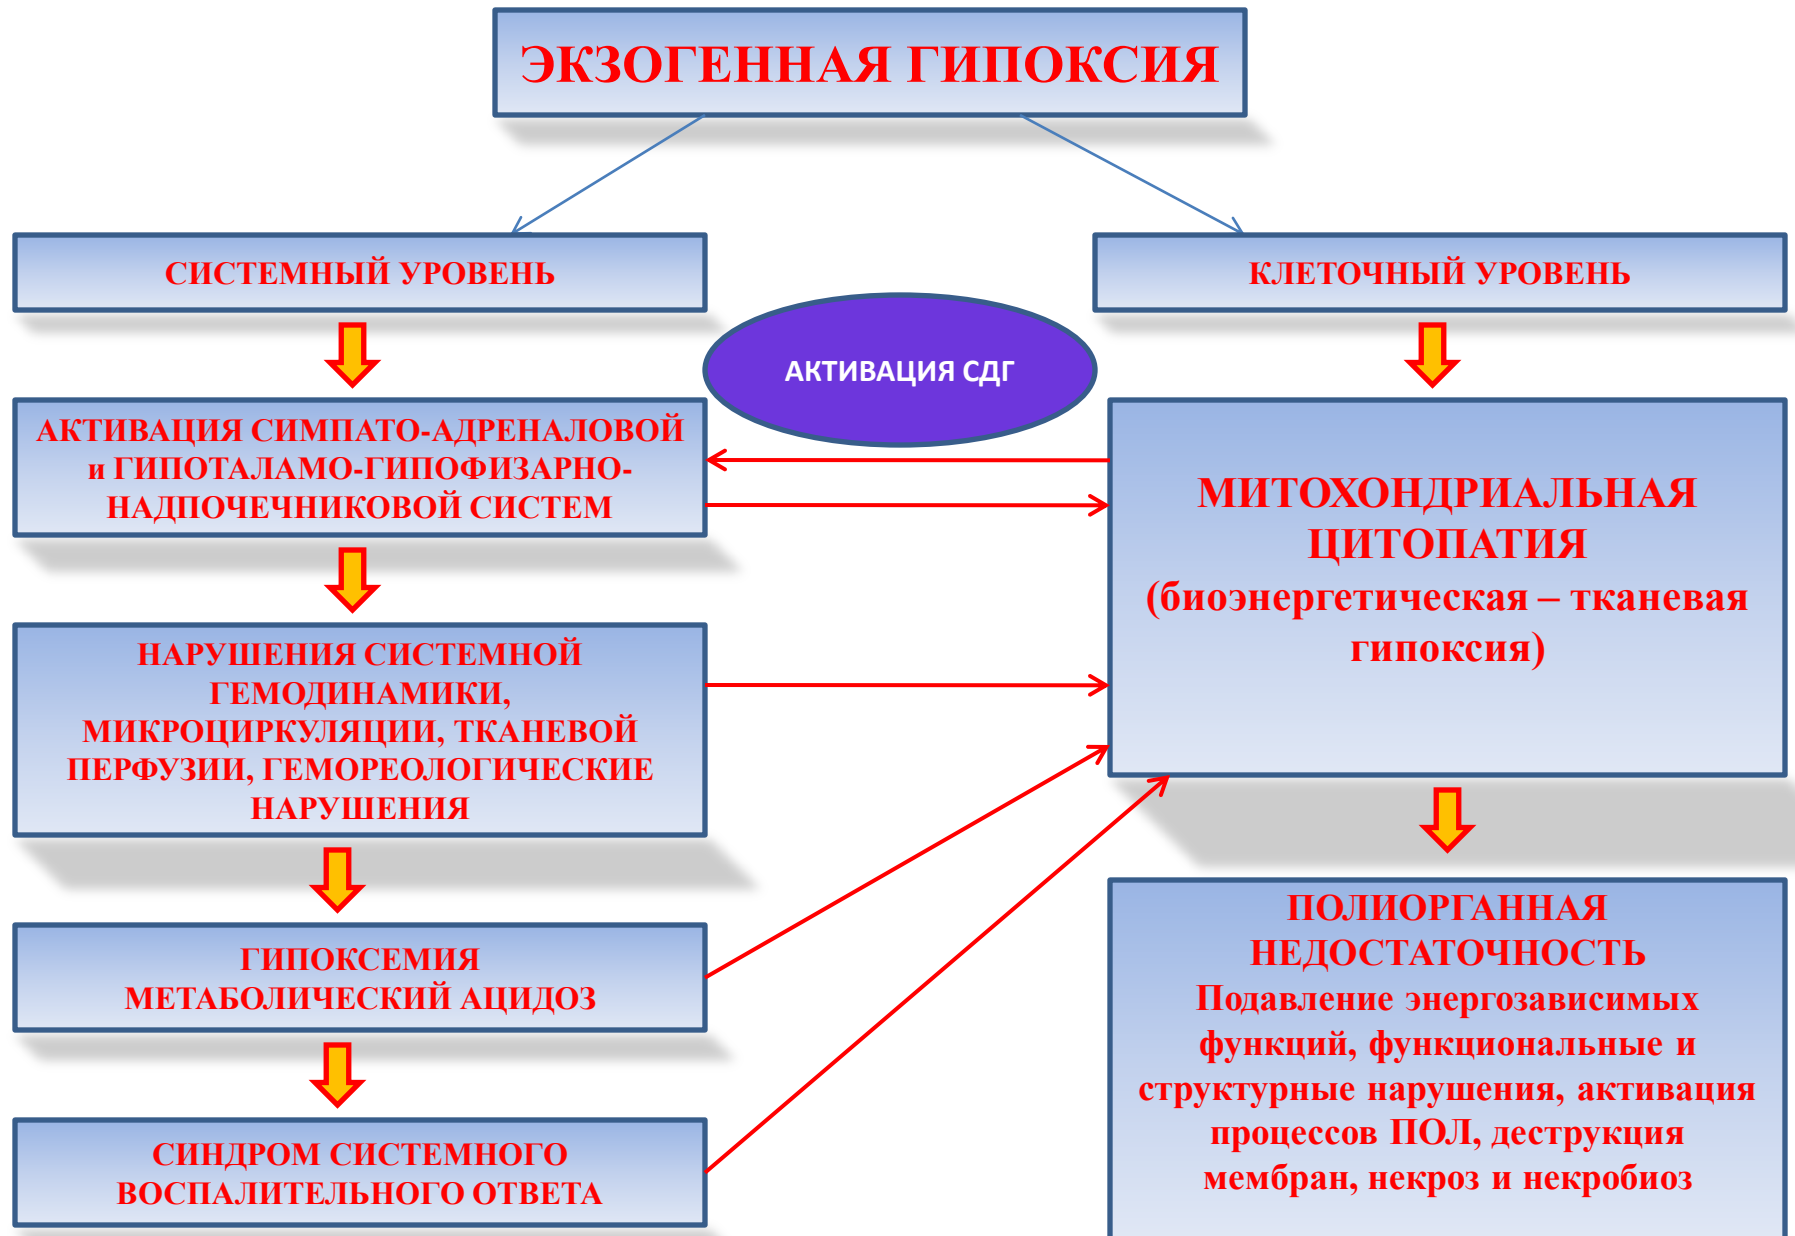 ЭКЗОГЕННАЯ ГИПОКСИЯ
СИСТЕМНЫЙ УРОВЕНЬ
КЛЕТОЧНЫЙ УРОВЕНЬ
АКТИВАЦИЯ СДГ
АКТИВАЦИЯ СИМПАТО-АДРЕНАЛОВОЙ
и ГИПОТАЛАМО-ГИПОФИЗАРНО-
НАДПОЧЕЧНИКОВОЙ СИСТЕМ
МИТОХОНДРИАЛЬНАЯ
ЦИТОПАТИЯ
(биоэнергетическая – тканевая
гипоксия)
НАРУШЕНИЯ СИСТЕМНОЙ
ГЕМОДИНАМИКИ,
МИКРОЦИРКУЛЯЦИИ, ТКАНЕВОЙ
ПЕРФУЗИИ, ГЕМОРЕОЛОГИЧЕСКИЕ
НАРУШЕНИЯ
ГИПОКСЕМИЯ
МЕТАБОЛИЧЕСКИЙ АЦИДОЗ
СИНДРОМ СИСТЕМНОГО
ВОСПАЛИТЕЛЬНОГО ОТВЕТА
ПОЛИОРГАННАЯ
НЕДОСТАТОЧНОСТЬ
Подавление энергозависимых
функций, функциональные и
структурные нарушения, активация
процессов ПОЛ, деструкция
мембран, некроз и некробиоз